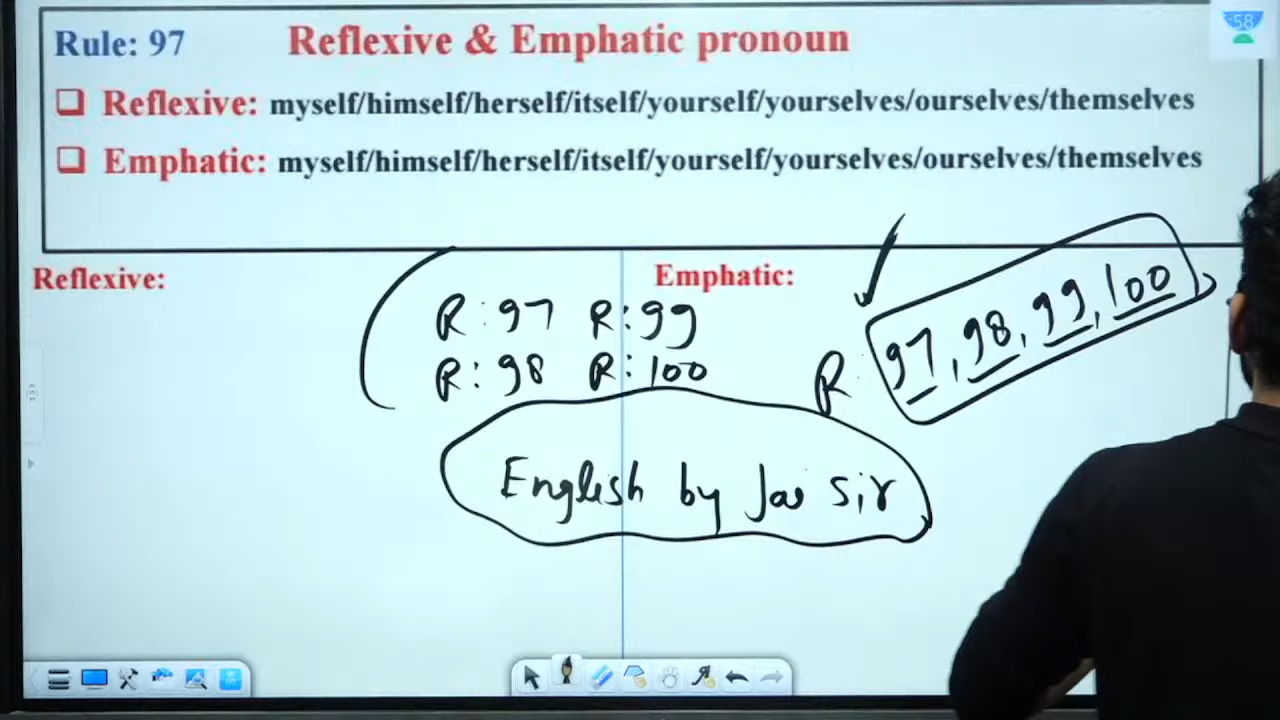 Rule: 97 Reflexive & Emphatic pronoun
❑ Reflexive: myself/himself/herself/itself/yourself/yourselves/ourselves/themselves
❑ Emphatic: myself/himself/herself/itself/yourself/yourselves/ourselves/themselves
Reflexive:
Emphatic:
R: 97 R: 99
R: 98 R: 100
R: 97, 98, 99, 100
English by Jai Sir
58